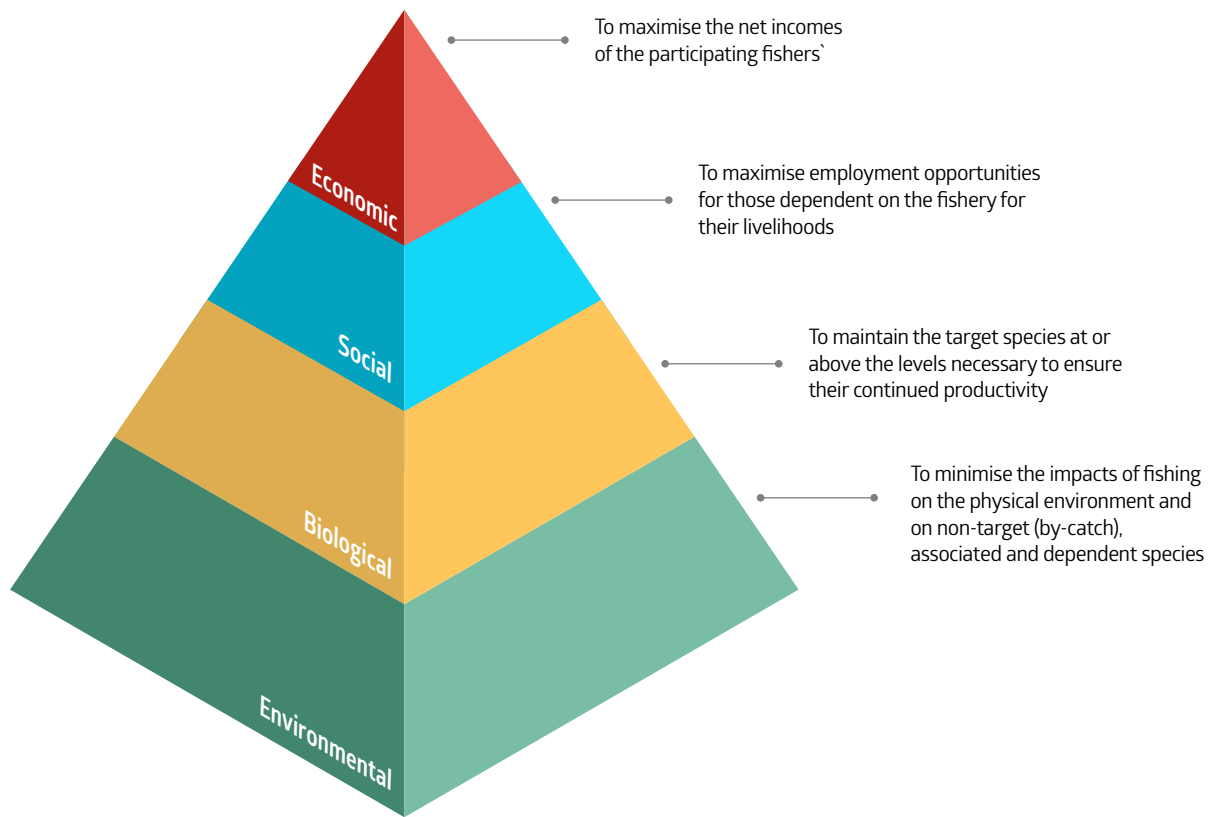 To maximise the net incomes
of the participating fishers`
Economic
To maximise employment opportunities
for those dependent on the fishery for
their livelihoods
Social
To maintain the target species at or
above the levels necessary to ensure
their continued productivity
Biological
To minimise the impacts of fishing
on the physical environment and
on non-target (by-catch),
associated and dependent species
Environmental